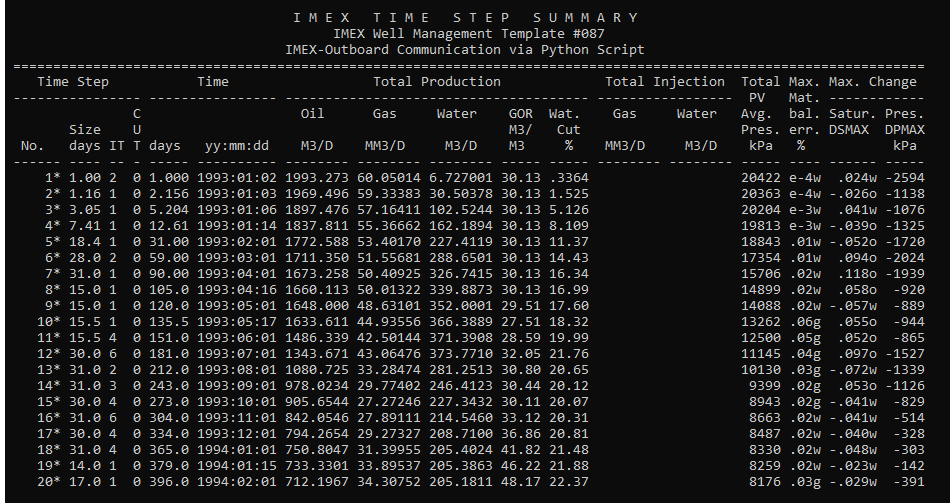 I M E X   T I M E   S T E P   S U M M A R Y
IMEX Well Management Template #087
IMEX-Outboard Communication via Python Script
Time Step Time Total Production Total Injection Total Max. Max. Change
PV Mat.
C Oil Gas Water GOR Wat. Gas Water Avg. bal. Satur. Pres.
Size U M3/ Cut Pres. err. DSMAX DPMAX
No. days IT T days yy:mm:dd M3/D MM3/D M3/D M3 % MM3/D M3/D kPa % kPa
1* 1.00 2 0 1.000 1993:01:02 1993.273 60.05014 6.727001 30.13 .3364 20422 e-4w .024w -2594
2* 1.16 1 0 2.156 1993:01:03 1969.496 59.33383 30.50378 30.13 1.525 20363 e-4w -.026o -1138
3* 3.05 1 0 5.204 1993:01:06 1897.476 57.16411 102.5244 30.13 5.126 20204 e-3w .041w -1076
4* 7.41 1 0 12.61 1993:01:14 1837.811 55.36662 162.1894 30.13 8.109 19813 e-3w -.039o -1325
5* 18.4 1 0 31.00 1993:02:01 1772.588 53.40170 227.4119 30.13 11.37 18843 .01w -.052o -1720
6* 28.0 2 0 59.00 1993:03:01 1711.350 51.55681 288.6501 30.13 14.43 17354 .01w .094o -2024
7* 31.0 1 0 90.00 1993:04:01 1673.258 50.40925 326.7415 30.13 16.34 15706 .02w .118o -1939
8* 15.0 1 0 105.0 1993:04:16 1660.113 50.01322 339.8873 30.13 16.99 14899 .02w .058o -920
9* 15.0 1 0 120.0 1993:05:01 1648.000 48.63101 352.0001 29.51 17.60 14088 .02w -.057w -889
10* 15.5 1 0 135.5 1993:05:17 1633.611 44.93556 366.3889 27.51 18.32 13262 .06g .055o -944
11* 15.5 4 0 151.0 1993:06:01 1486.339 42.50144 371.3908 28.59 19.99 12500 .05g .052o -865
12* 30.0 6 0 181.0 1993:07:01 1343.671 43.06476 373.7710 32.05 21.76 11145 .04g .097o -1527
13* 31.0 2 0 212.0 1993:08:01 1080.725 33.28474 281.2513 30.80 20.65 10130 .03g -.072w -1339
14* 31.0 3 0 243.0 1993:09:01 978.0234 29.77402 246.4123 30.44 20.12 9399 .02g .053o -1126
15* 30.0 4 0 273.0 1993:10:01 905.6544 27.27246 227.3432 30.11 20.07 8943 .02g -.041w -829
16* 31.0 6 0 304.0 1993:11:01 842.0546 27.89111 214.5460 33.12 20.31 8663 .02w -.041w -514
17* 30.0 4 0 334.0 1993:12:01 794.2654 29.27327 208.7100 36.86 20.81 8487 .02w -.040w -328
18* 31.0 4 0 365.0 1994:01:01 750.8047 31.39955 205.4024 41.82 21.48 8330 .02w -.048w -303
19* 14.0 1 0 379.0 1994:01:15 733.3301 33.89537 205.3863 46.22 21.88 8259 .02w -.023w -142
20* 17.0 1 0 396.0 1994:02:01 712.1967 34.30752 205.1811 48.17 22.37 8176 .03g -.029w -391